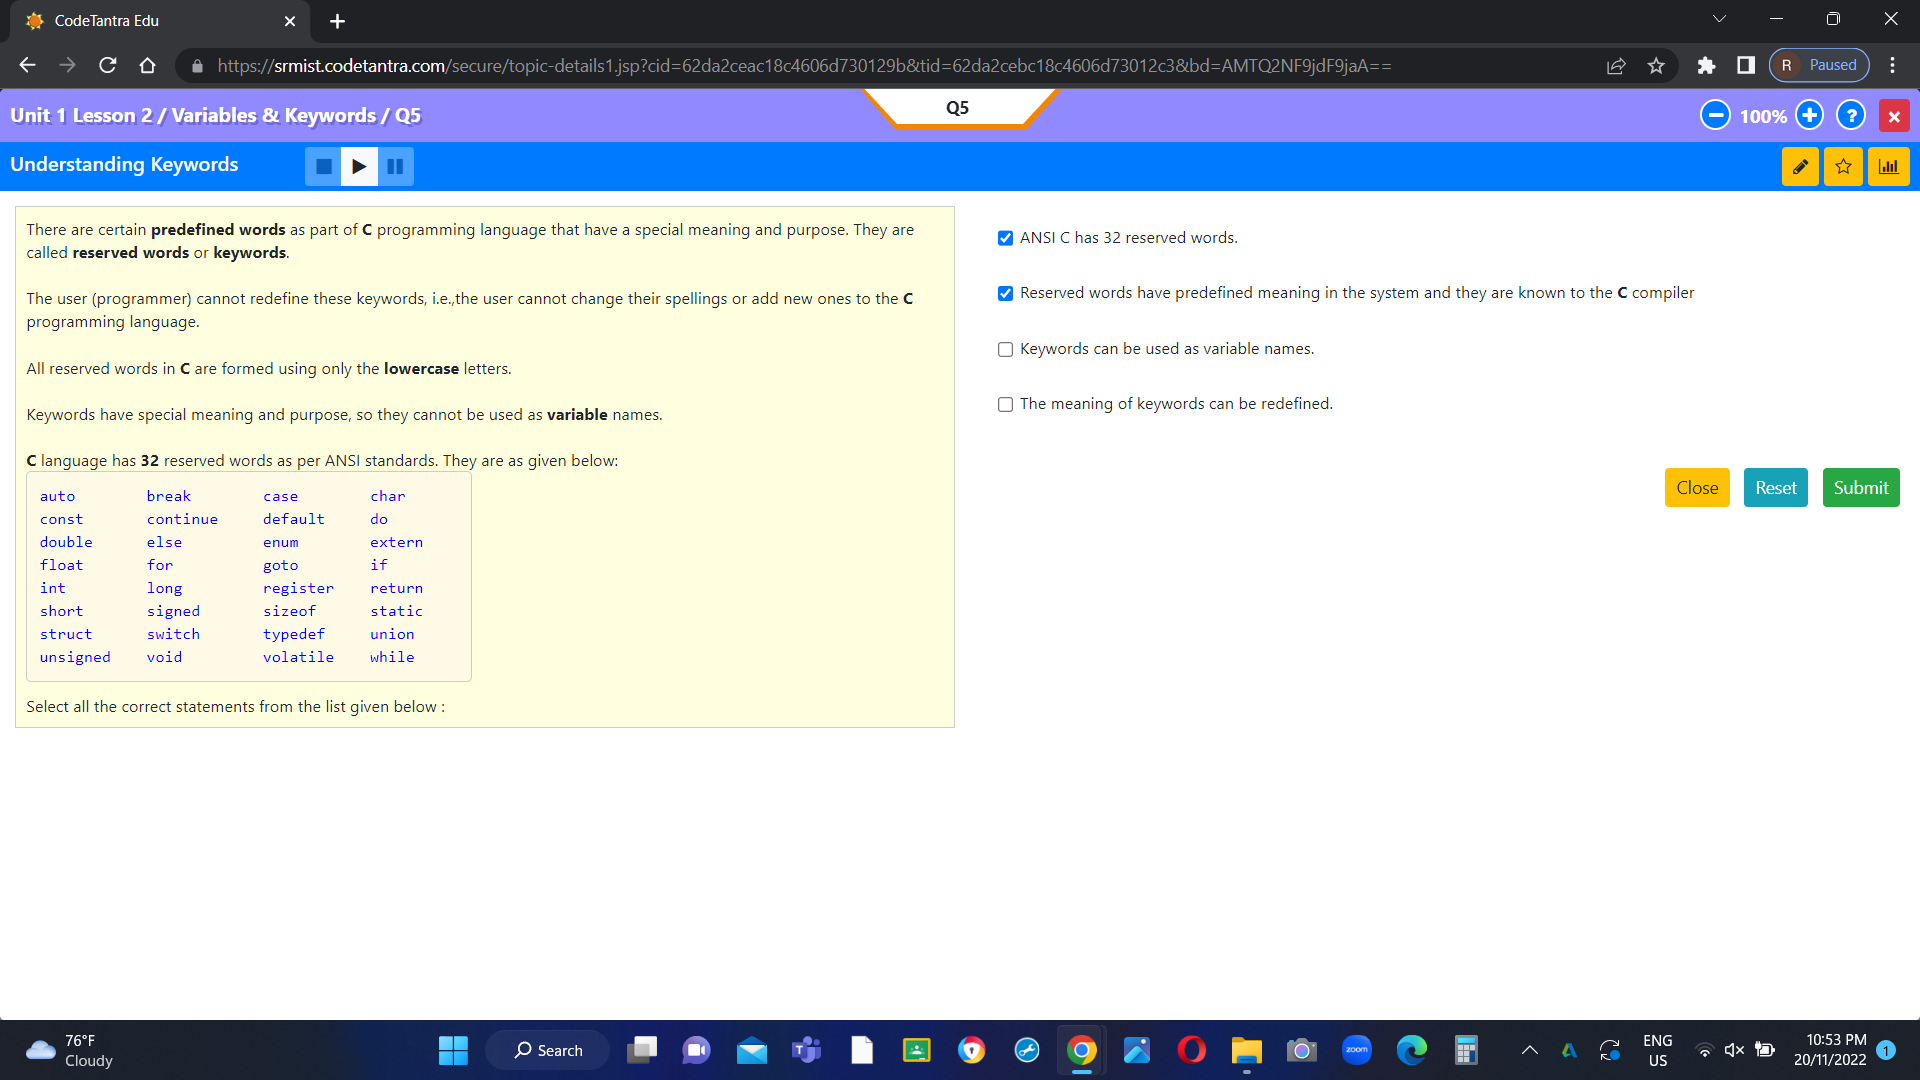 CodeTantra Edu
https://srmist.codetantra.com/secure/topic-details1.jsp?cid=62da2ceac18c4606d730129b&tid=62da2cebc18c4606d73012c3&bd=AMTQ2NF9jdF9jaA==
R Paused
Unit 1 Lesson 2 / Variables & Keywords / Q5
Q5
100%
?
Understanding Keywords
There are certain predefined words as part of C programming language that have a special meaning and purpose. They are
called reserved words or keywords.
The user (programmer) cannot redefine these keywords, i.e.,the user cannot change their spellings or add new ones to the C
programming language.
All reserved words in C are formed using only the lowercase letters.
Keywords have special meaning and purpose, so they cannot be used as variable names.
C language has 32 reserved words as per ANSI standards. They are as given below:
auto break case char
const continue default do
double else enum extern
float for goto if
int long register return
short signed sizeof static
struct switch typedef union
unsigned void volatile while
Select all the correct statements from the list given below :
ANSI C has 32 reserved words.
Reserved words have predefined meaning in the system and they are known to the C compiler
Keywords can be used as variable names.
The meaning of keywords can be redefined.
Close Reset Submit
76°F
Cloudy
Search
zoom
ENG
US
10:53 PM
20/11/2022
1